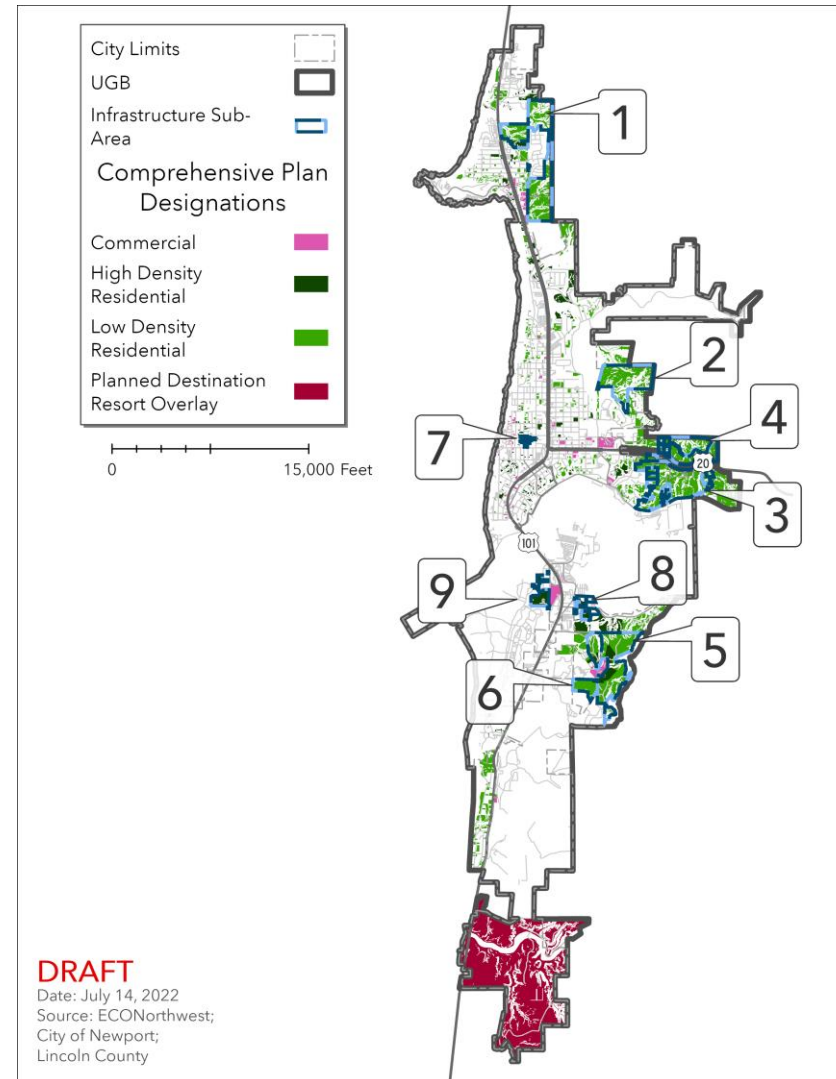 City Limits
UGB
Infrastructure Sub-
Area
Comprehensive Plan
Designations
Commercial
High Density
Residential
Low Density
Residential
Planned Destination
Resort Overlay
0
15,000 Feet
1
2
4
7
20
3
101
8
9
5
6
DRAFT
Date: July 14, 2022
Source: ECONorthwest;
City of Newport;
Lincoln County